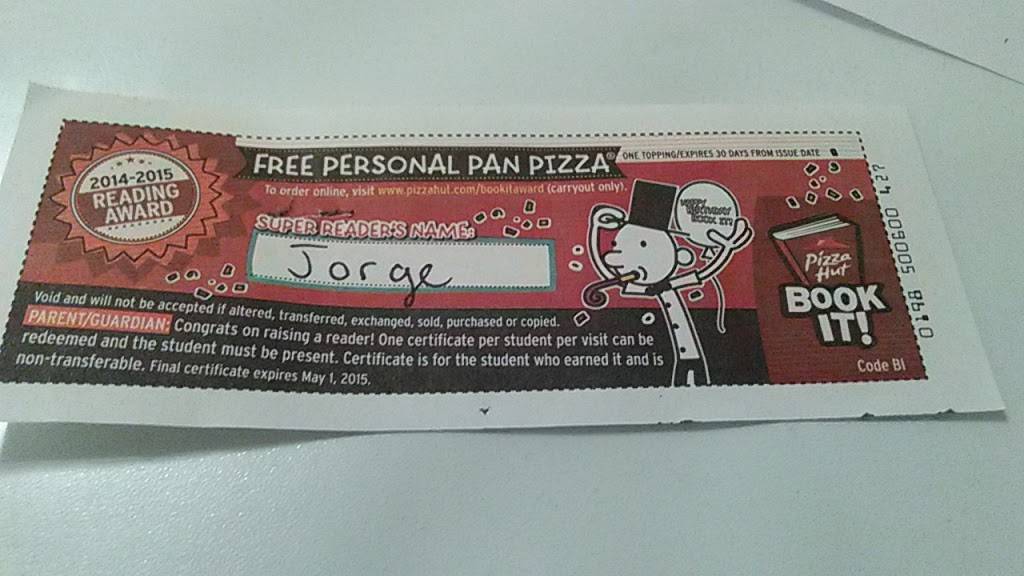 2014-2015
READING
AWARD
FREE PERSONAL PAN PIZZA®
ONE TOPPING/EXPIRES 30 DAYS FROM ISSUE DATE
To order online, visit www.pizzahut.com/bookitaward (carryout only).
SUPER READER'S NAME:
Jorge
Void and will not be accepted if altered, transferred, exchanged, sold, purchased or copied.
PARENT/GUARDIAN: Congrats on raising a reader! One certificate per student per visit can be
redeemed and the student must be present. Certificate is for the student who earned it and is
non-transferable. Final certificate expires May 1, 2015.
BOOK IT!
Pizza
Hut
BOOK
IT!
Code BI